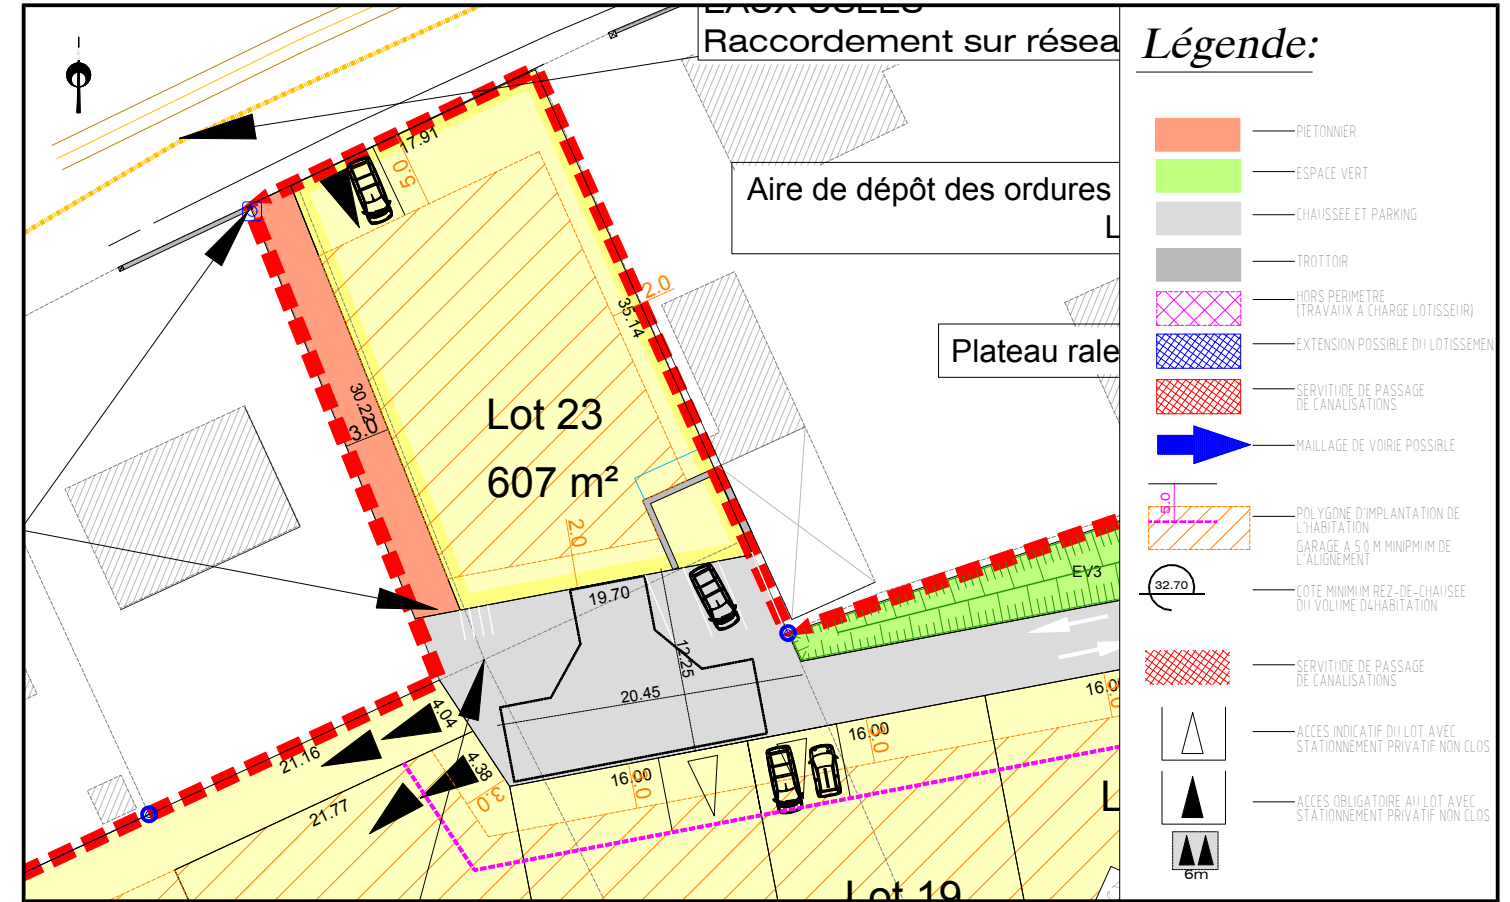 Raccordement sur résea
Aire de dépôt des ordures
L
Plateau rale
17.91
5.0
2.0
35.14
30.22
3.0
Lot 23
607 m²
2.0
19.70
EV3
12.25
20.45
16.00
16.00
16.00
4.04
21.16
4.38
21.77
3.0
L
Lot 19
Légende:
PIETONNIER
ESPACE VERT
CHAUSSEE ET PARKING
TROTTOIR
HORS PERIMETRE
(TRAVAUX A CHARGE LOTISSEUR)
EXTENSION POSSIBLE DU LOTISSEMEN
SERVITUDE DE PASSAGE
DE CANALISATIONS
MAILLAGE DE VOIRIE POSSIBLE
5.0
POLYGONE D'IMPLANTATION DE
L'HABITATION
GARAGE A 5.0 M MINIPMUM DE
L'ALIGNEMENT
32.70
COTE MINIMUM REZ-DE-CHAUSEE
DU VOLUME D4HABITATION
SERVITUDE DE PASSAGE
DE CANALISATIONS
ACCES INDICATIF DU LOT AVEC
STATIONNEMENT PRIVATIF NON CLOS
ACCES OBLIGATOIRE AU LOT AVEC
STATIONNEMENT PRIVATIF NON CLOS
6m